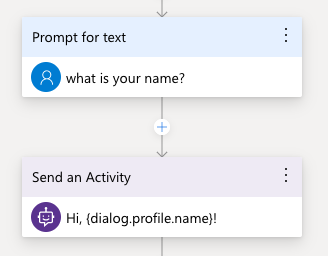 Prompt for text
what is your name?
Send an Activity
Hi, {dialog.profile.name}!